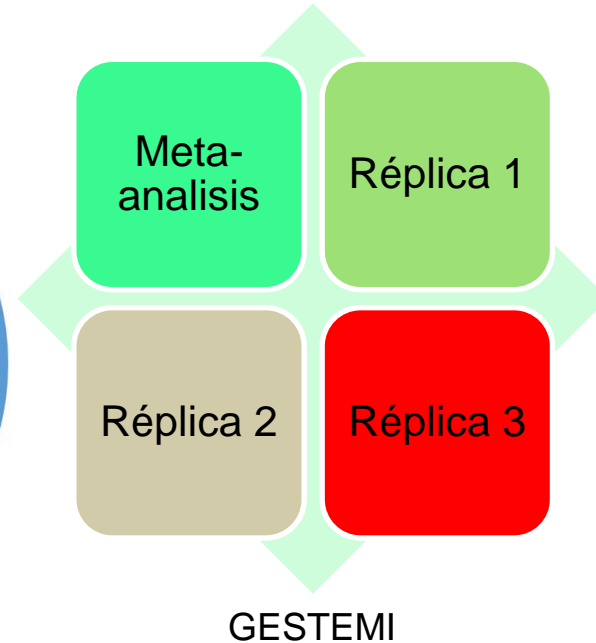 Meta-
analisis
Réplica 1
Réplica 2
Réplica 3
GESTEMI